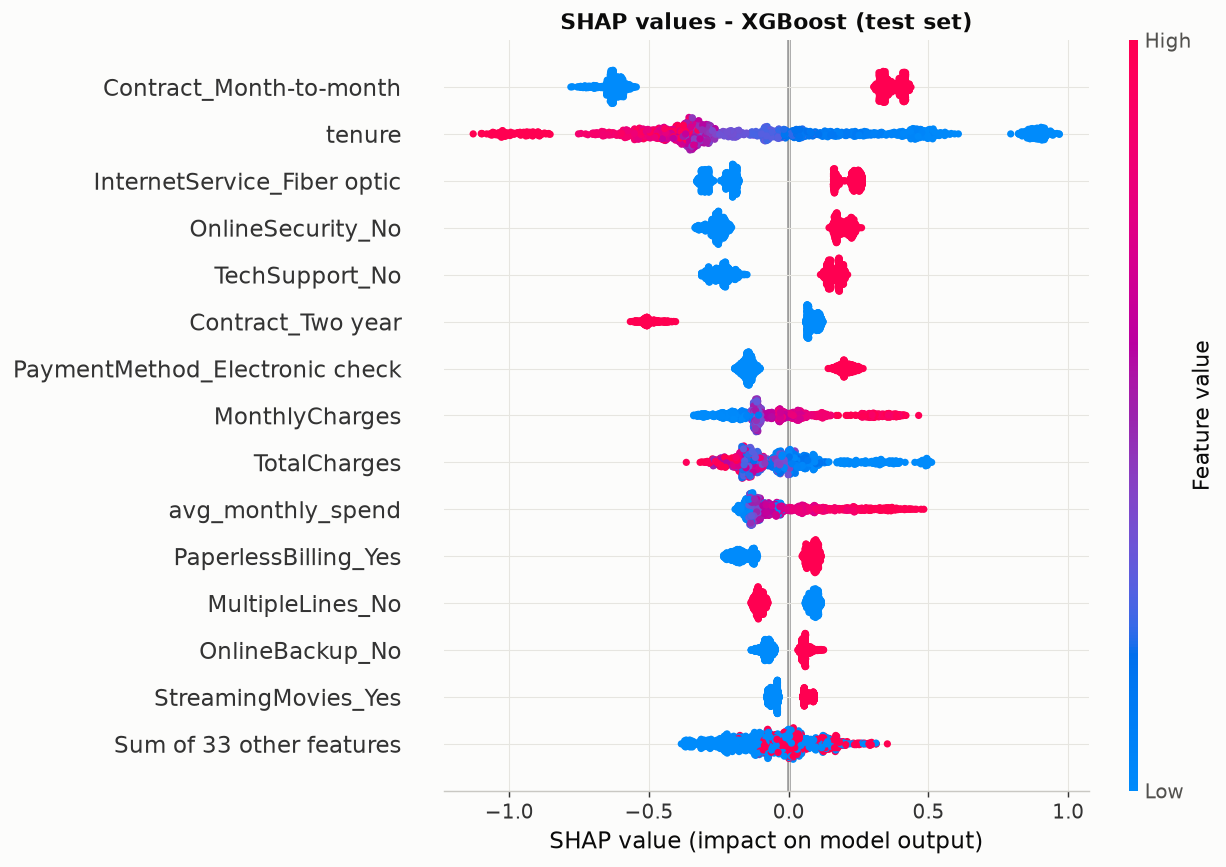 SHAP values - XGBoost (test set)
High
Contract_Month-to-month
tenure
InternetService_Fiber optic
OnlineSecurity_No
TechSupport_No
Contract_Two year
PaymentMethod_Electronic check
MonthlyCharges
TotalCharges
avg_monthly_spend
PaperlessBilling_Yes
MultipleLines_No
OnlineBackup_No
StreamingMovies_Yes
Sum of 33 other features
Feature value
Low
−1.0 −0.5 0.0 0.5 1.0
SHAP value (impact on model output)